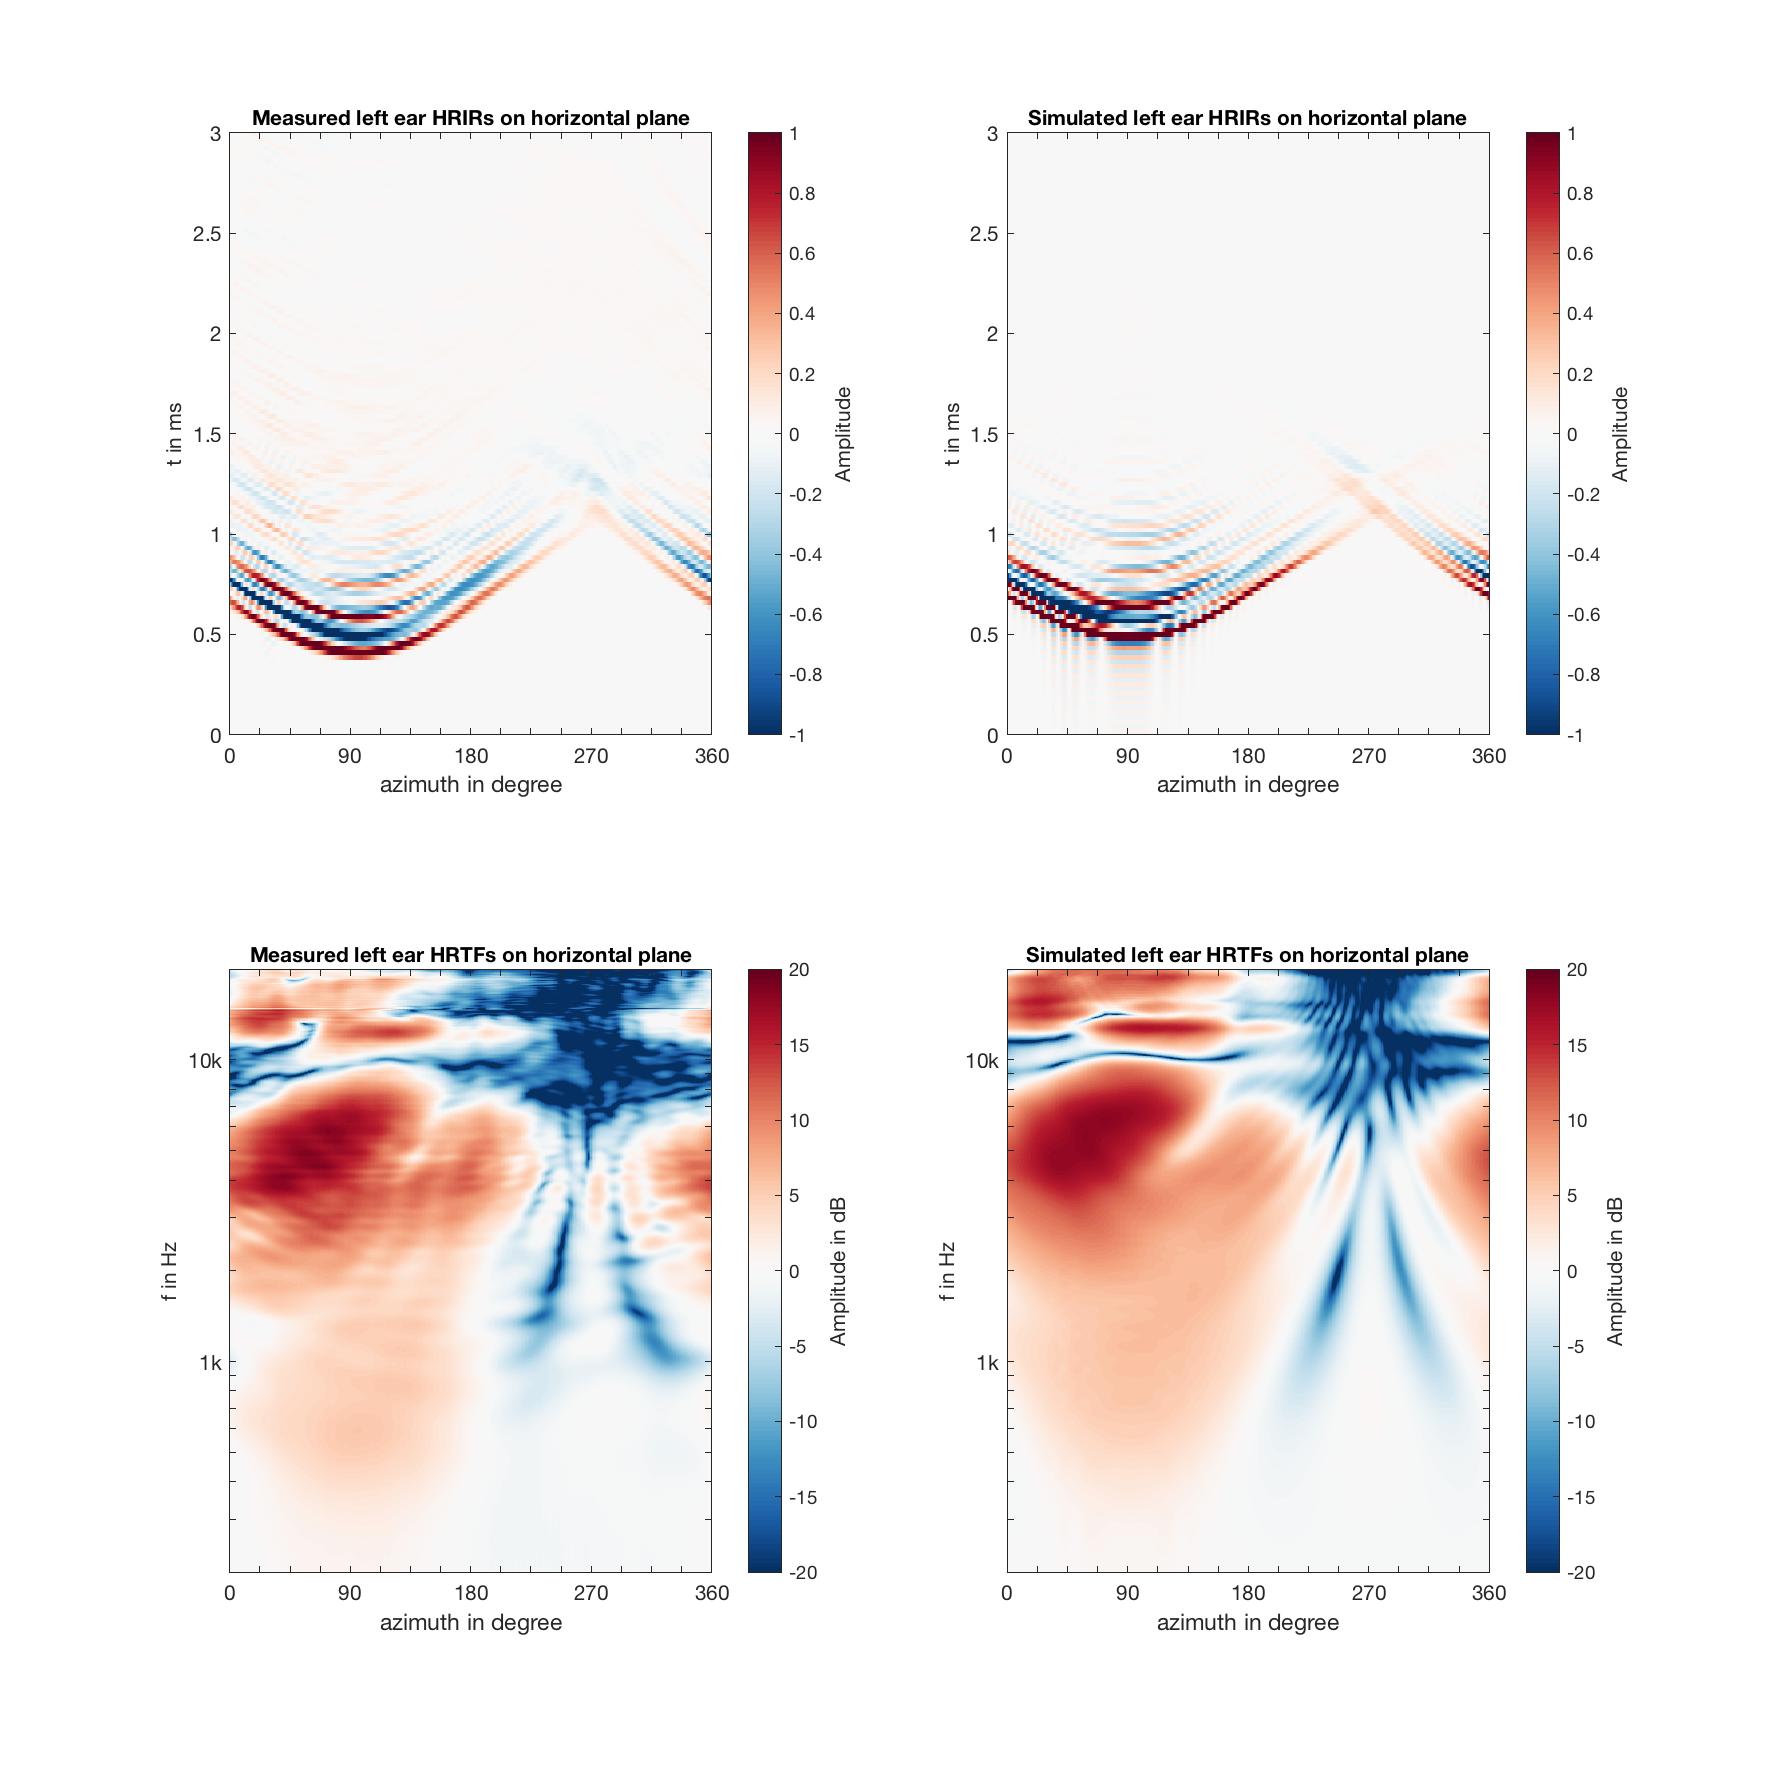 Measured left ear HRIRs on horizontal plane
3
2.5
2
1.5
1
0.5
0
t in ms
0 90 180 270 360
azimuth in degree
1
0.8
0.6
0.4
0.2
0
-0.2
-0.4
-0.6
-0.8
-1
Amplitude
Simulated left ear HRIRs on horizontal plane
3
2.5
2
1.5
1
0.5
0
t in ms
0 90 180 270 360
azimuth in degree
1
0.8
0.6
0.4
0.2
0
-0.2
-0.4
-0.6
-0.8
-1
Amplitude
Measured left ear HRTFs on horizontal plane
10k
1k
f in Hz
0 90 180 270 360
azimuth in degree
20
15
10
5
0
-5
-10
-15
-20
Amplitude in dB
Simulated left ear HRTFs on horizontal plane
10k
1k
f in Hz
0 90 180 270 360
azimuth in degree
20
15
10
5
0
-5
-10
-15
-20
Amplitude in dB